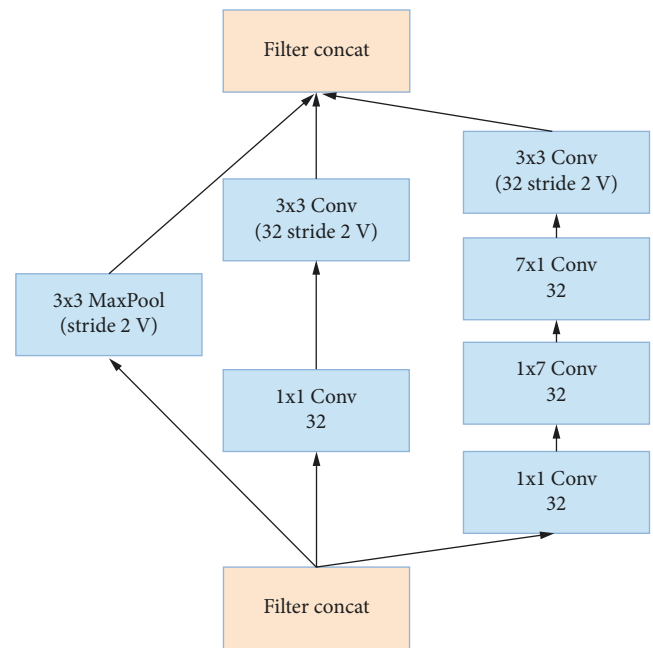 Filter concat
3x3 Conv
(32 stride 2 V)
3x3 Conv
(32 stride 2 V)
7x1 Conv
32
3x3 MaxPool
(stride 2 V)
1x7 Conv
32
1x1 Conv
32
1x1 Conv
32
Filter concat